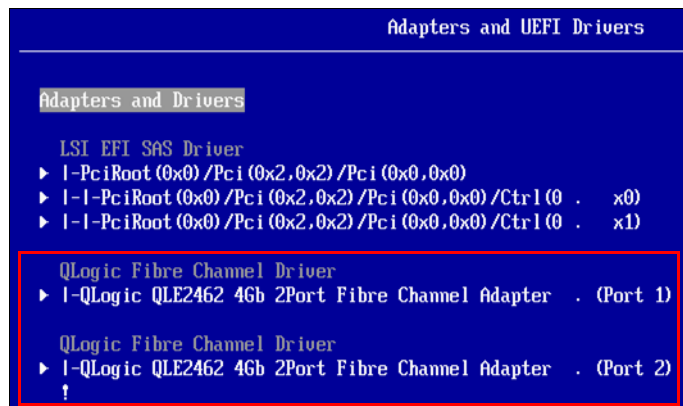 Adapters and UEFI Drivers
Adapters and Drivers
LSI EFI SAS Driver
▶ |-PciRoot(0x0)/Pci(0x2,0x2)/Pci(0x0,0x0)
▶ |-|-PciRoot(0x0)/Pci(0x2,0x2)/Pci(0x0,0x0)/Ctrl(0 . x0)
▶ |-|-PciRoot(0x0)/Pci(0x2,0x2)/Pci(0x0,0x0)/Ctrl(0 . x1)
QLogic Fibre Channel Driver
▶ |-QLogic QLE2462 4Gb 2Port Fibre Channel Adapter . (Port 1)
QLogic Fibre Channel Driver
▶ |-QLogic QLE2462 4Gb 2Port Fibre Channel Adapter . (Port 2)
!